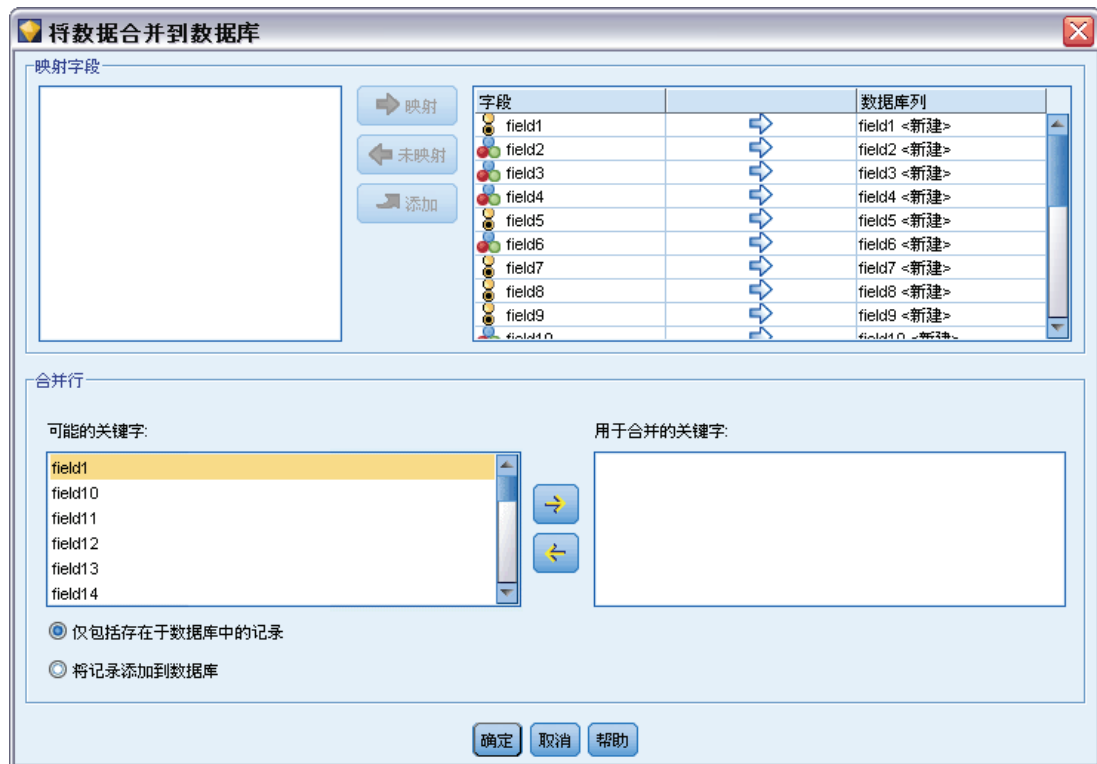 将数据合并到数据库
映射字段
映射
未映射
添加
字段 数据库列
field1 field1 <新建>
field2 field2 <新建>
field3 field3 <新建>
field4 field4 <新建>
field5 field5 <新建>
field6 field6 <新建>
field7 field7 <新建>
field8 field8 <新建>
field9 field9 <新建>
field10 field10 <新建>
合并行
可能的关键字:
用于合并的关键字:
field1
field10
field11
field12
field13
field14
仅包括存在于数据库中的记录
将记录添加到数据库
确定 取消 帮助